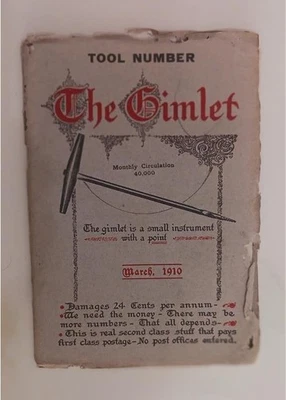 TOOL NUMBER
The Gimlet
Monthly Circulation
40,000
The gimlet is a small instrument
with a point
March, 1910
Damages 24 Cents per annum-
We need the money - There may be
more numbers - That all depends-
This is real second class stuff that pays
first class postage - No post offices entered.